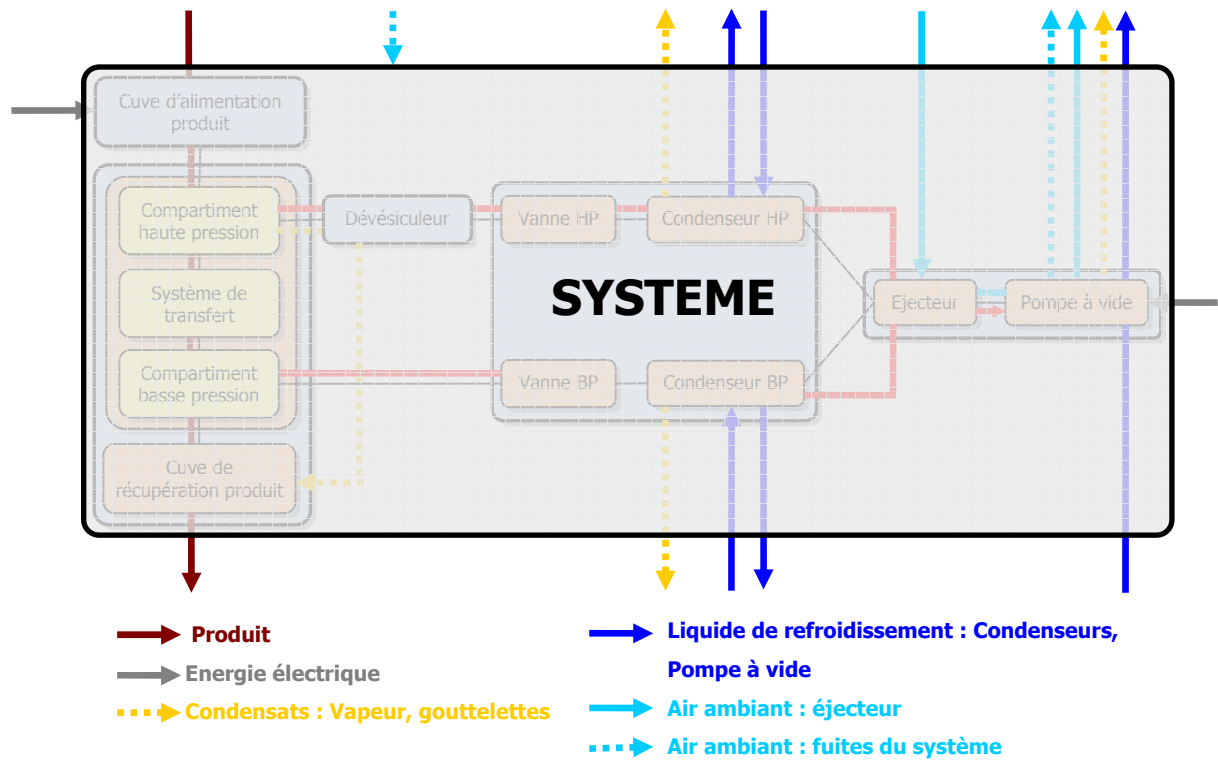 Cuve d'alimentation
produit
Compartiment
haute pression
Dévésiculeur
Vanne HP
Condenseur HP
SYSTEME
Système de
transfert
Ejecteur
Pompe à vide
Compartiment
basse pression
Vanne BP
Condenseur BP
Cuve de
récupération produit
Produit
Energie électrique
Condensats : Vapeur, gouttelettes
Liquide de refroidissement : Condenseurs,
Pompe à vide
Air ambiant : éjecteur
Air ambiant : fuites du système